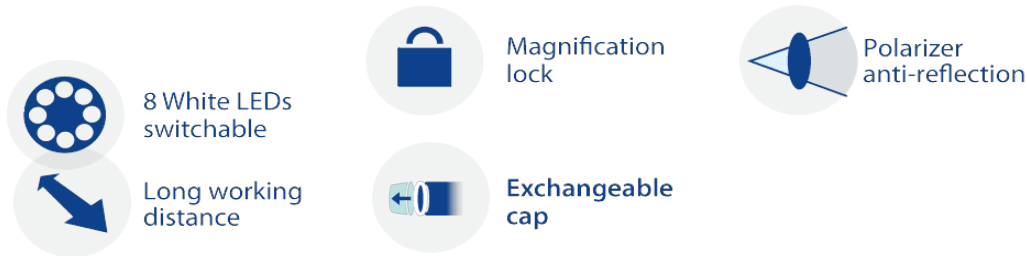 8 White LEDs
switchable
Long working
distance
Magnification
lock
Exchangeable
cap
Polarizer
anti-reflection